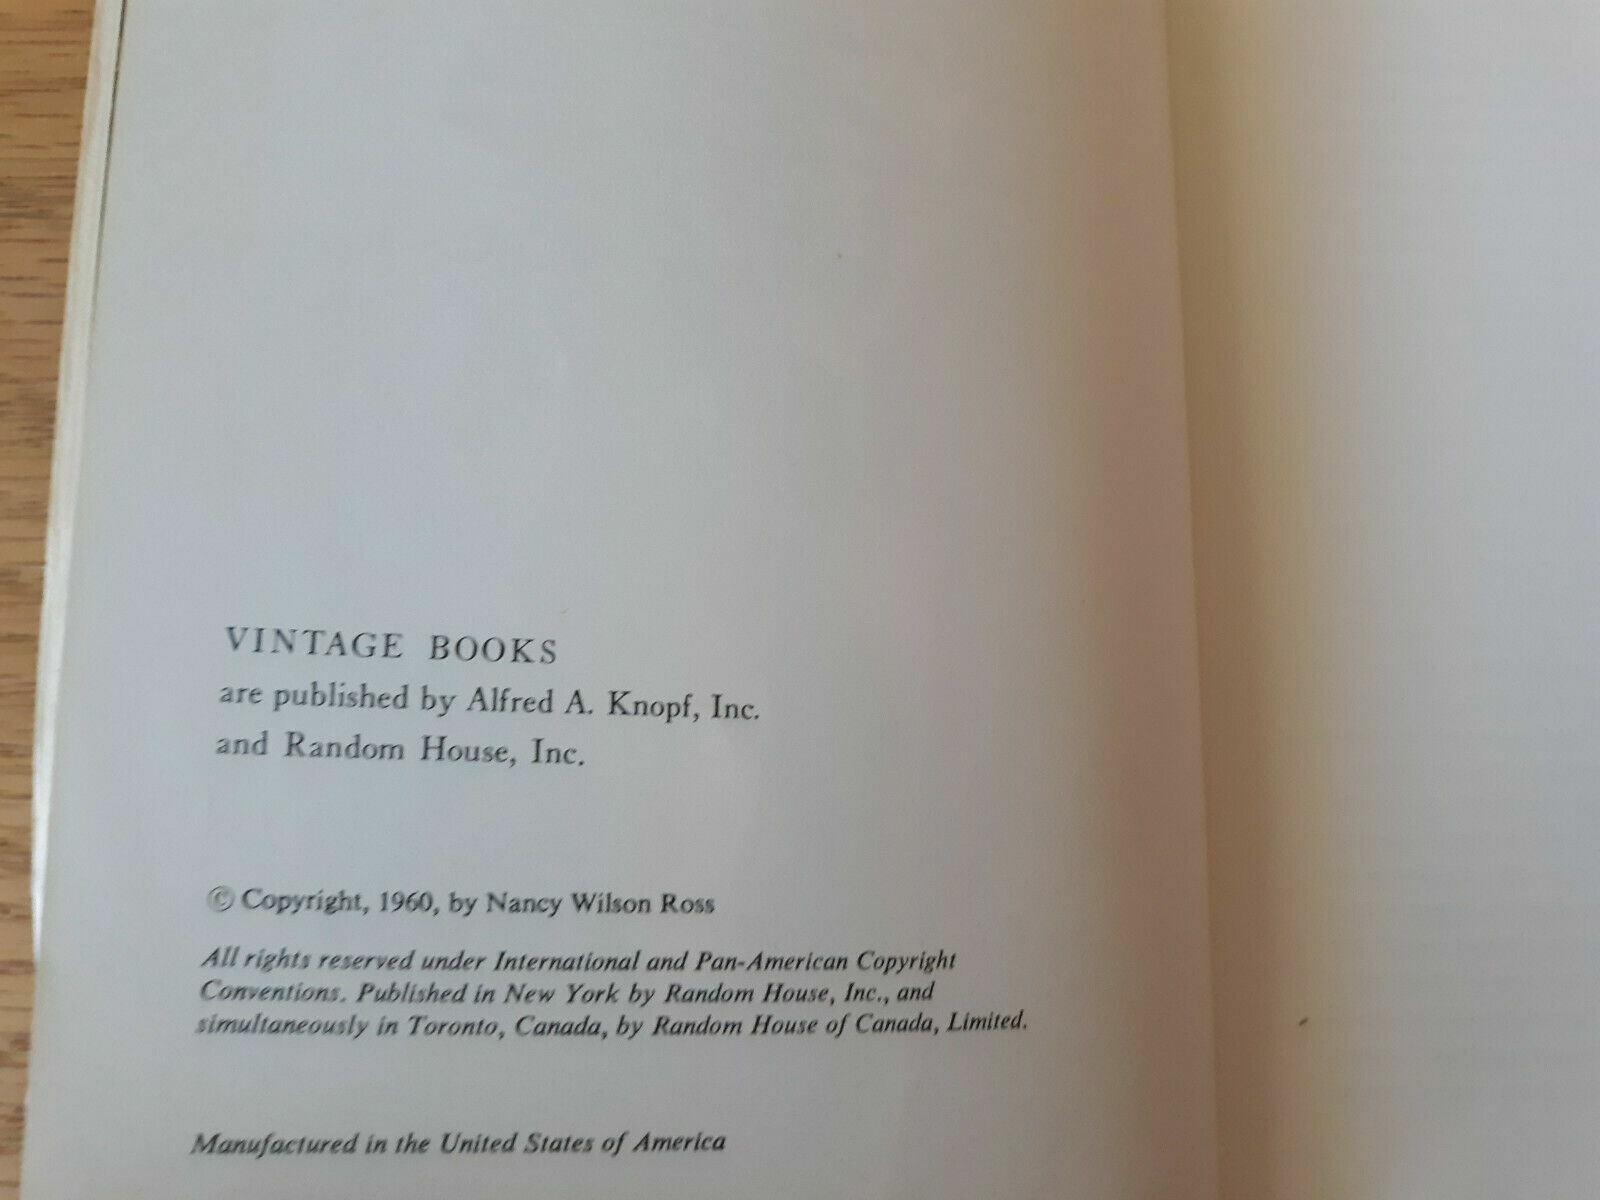 VINTAGE BOOKS
are published by Alfred A. Knopf, Inc.
and Random House, Inc.
© Copyright, 1960, by Nancy Wilson Ross
All rights reserved under International and Pan-American Copyright
Conventions. Published in New York by Random House, Inc., and
simultaneously in Toronto, Canada, by Random House of Canada, Limited.
Manufactured in the United States of America